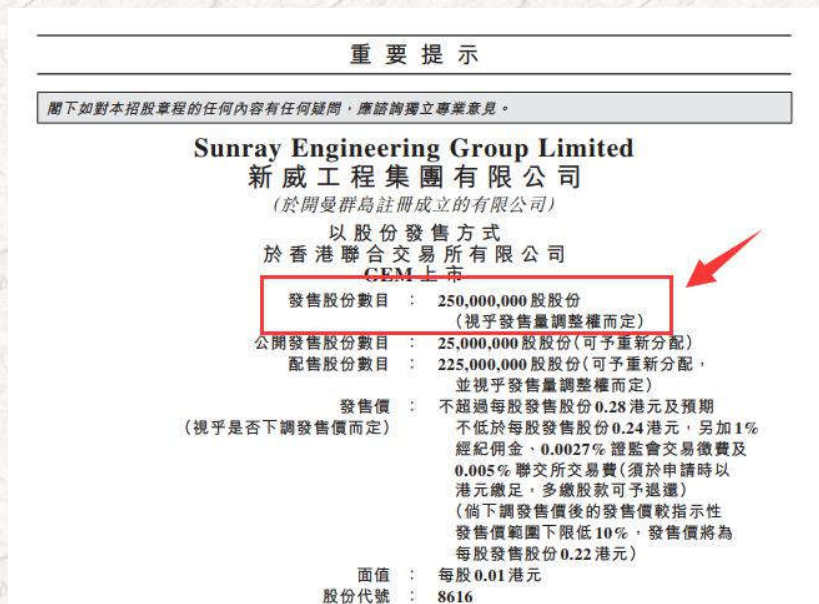 重要提示
閣下如對本招股章程的任何內容有任何疑問，應諮詢獨立專業意見。
Sunray Engineering Group Limited
新威工程集團有限公司
(於開曼群島註冊成立的有限公司)
以股份發售方式
於香港聯合交易所有限公司
GEM上市
發售股份數目 : 250,000,000股股份
(視乎發售量調整權而定)
公開發售股份數目 : 25,000,000股股份(可予重新分配)
配售股份數目 : 225,000,000股股份(可予重新分配，
並視乎發售量調整權而定)
發售價 : 不超過每股發售股份0.28港元及預期
(視乎是否下調發售價而定) 不低於每股發售股份0.24港元，另加1%
經紀佣金、0.0027%證監會交易徵費及
0.005%聯交所交易費(須於申請時以
港元繳足，多繳股款可予退還)
(倘下調發售價後的發售價較指示性
發售價範圍下限低10%，發售價將為
每股發售股份0.22港元)
面值 : 每股0.01港元
股份代號 : 8616